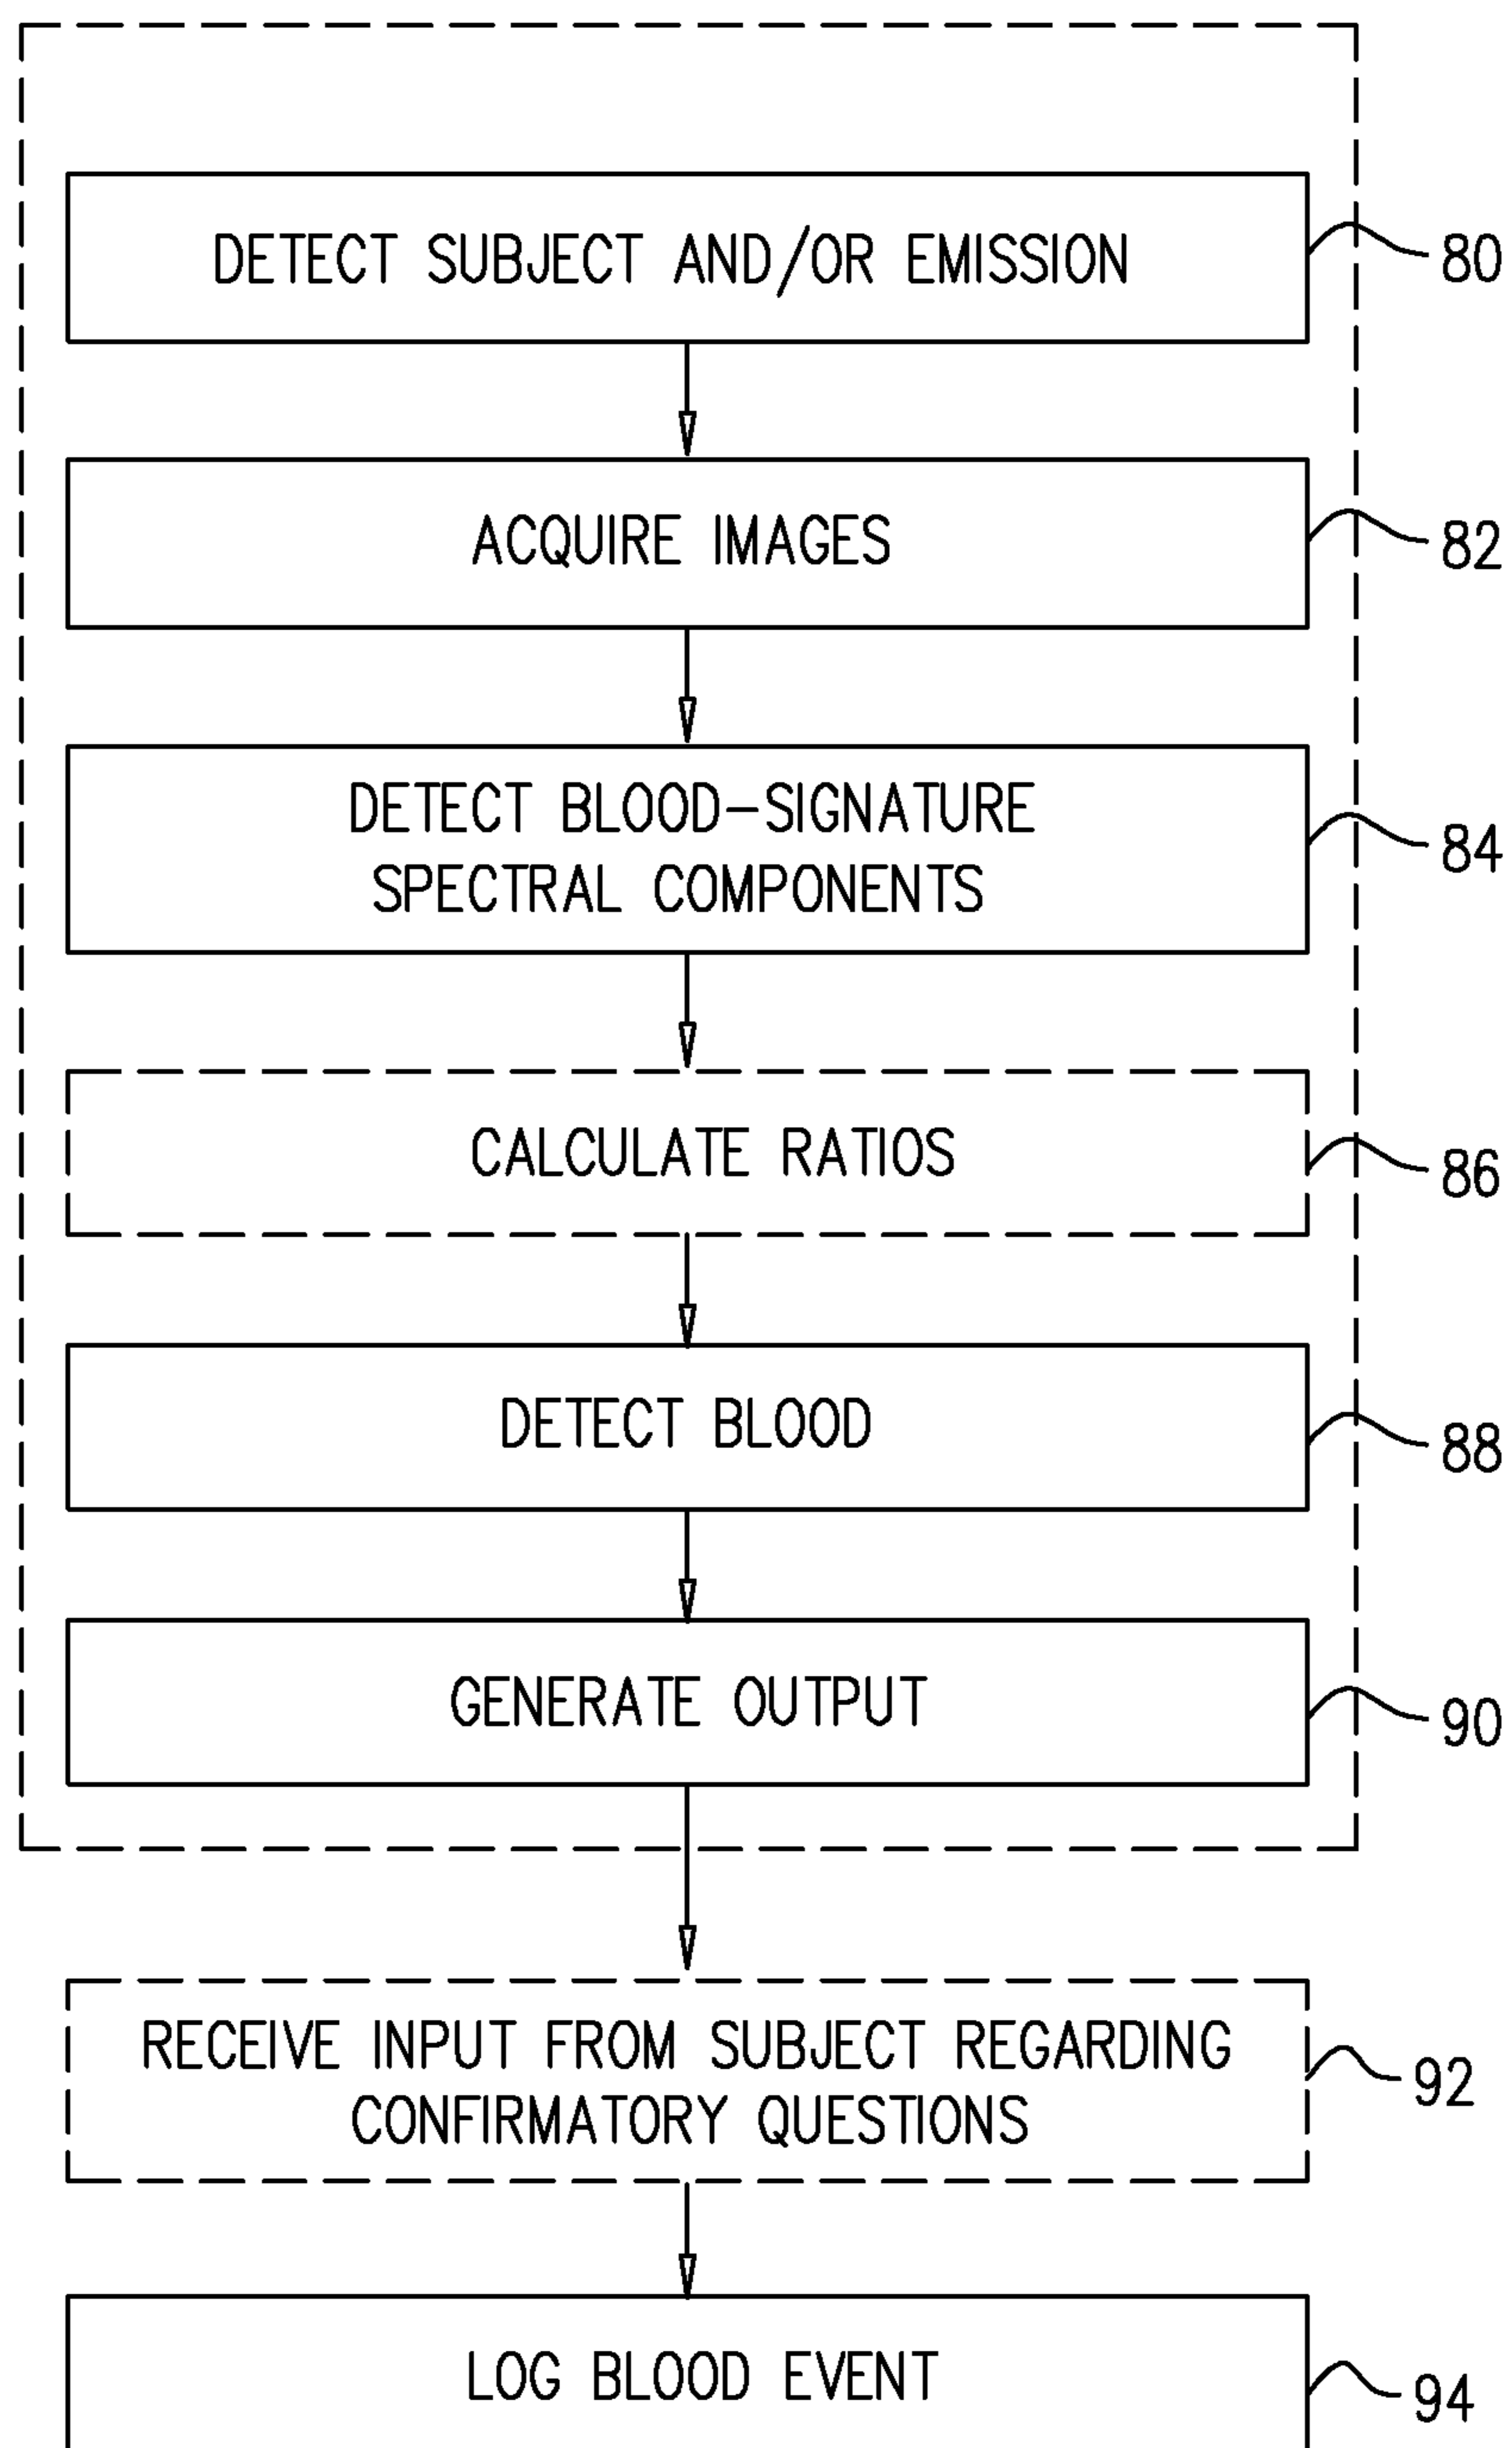 DETECT SUBJECT AND/OR EMISSION
80
ACQUIRE IMAGES
82
DETECT BLOOD-SIGNATURE
SPECTRAL COMPONENTS
84
CALCULATE RATIOS
86
DETECT BLOOD
88
GENERATE OUTPUT
90
RECEIVE INPUT FROM SUBJECT REGARDING
CONFIRMATORY QUESTIONS
92
LOG BLOOD EVENT
94